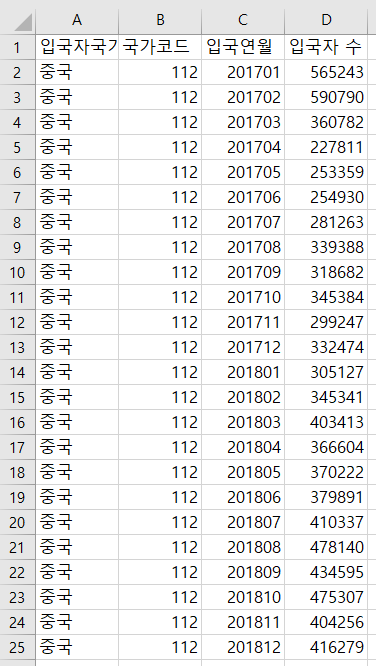 A B C D
1 입국자국가 국가코드 입국연월 입국자 수
2 중국 112 201701 565243
3 중국 112 201702 590790
4 중국 112 201703 360782
5 중국 112 201704 227811
6 중국 112 201705 253359
7 중국 112 201706 254930
8 중국 112 201707 281263
9 중국 112 201708 339388
10 중국 112 201709 318682
11 중국 112 201710 345384
12 중국 112 201711 299247
13 중국 112 201712 332474
14 중국 112 201801 305127
15 중국 112 201802 345341
16 중국 112 201803 403413
17 중국 112 201804 366604
18 중국 112 201805 370222
19 중국 112 201806 379891
20 중국 112 201807 410337
21 중국 112 201808 478140
22 중국 112 201809 434595
23 중국 112 201810 475307
24 중국 112 201811 404256
25 중국 112 201812 416279